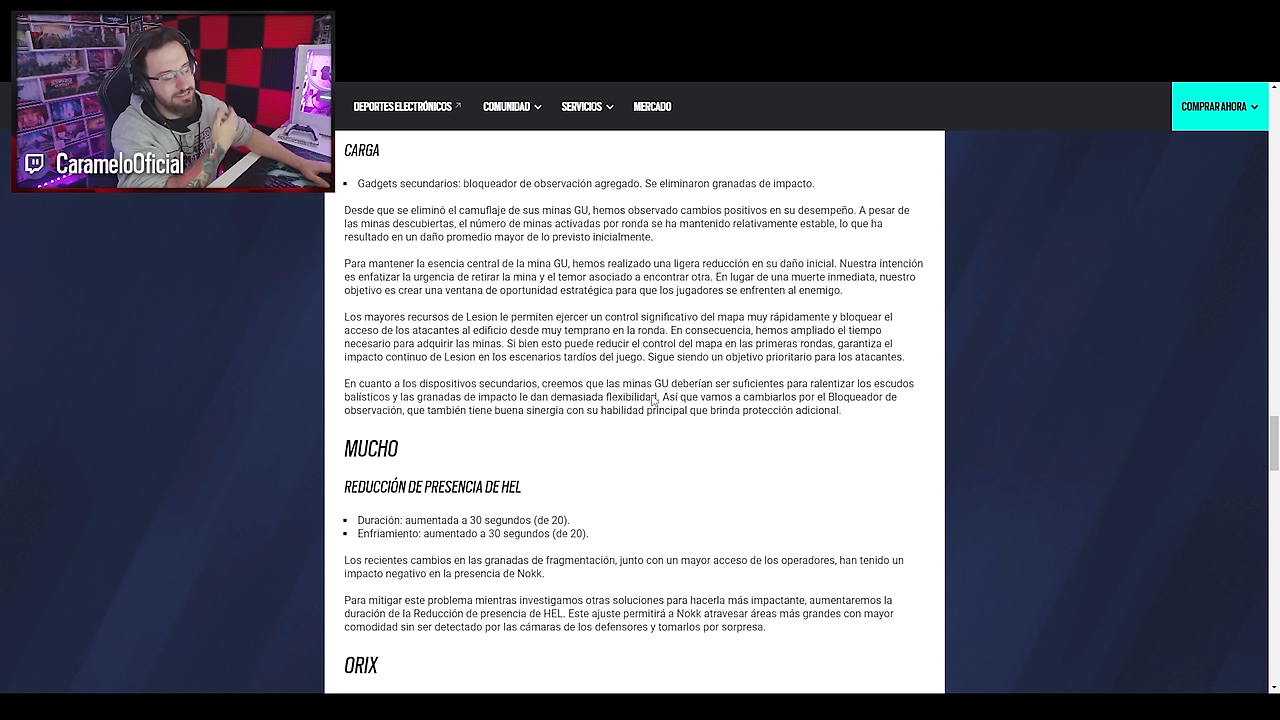 CarameloOficial
DEPORTES ELECTRÓNICOS
COMUNIDAD
SERVICIOS
MERCADO
COMPRAR AHORA
CARGA
▪ Gadgets secundarios: bloqueador de observación agregado. Se eliminaron granadas de impacto.
Desde que se eliminó el camuflaje de sus minas GU, hemos observado cambios positivos en su desempeño. A pesar de
las minas descubiertas, el número de minas activadas por ronda se ha mantenido relativamente estable, lo que ha
resultado en un daño promedio mayor de lo previsto inicialmente.
Para mantener la esencia central de la mina GU, hemos realizado una ligera reducción en su daño inicial. Nuestra intención
es enfatizar la urgencia de retirar la mina y el temor asociado a encontrar otra. En lugar de una muerte inmediata, nuestro
objetivo es crear una ventana de oportunidad estratégica para que los jugadores se enfrenten al enemigo.
Los mayores recursos de Lesion le permiten ejercer un control significativo del mapa muy rápidamente y bloquear el
acceso de los atacantes al edificio desde muy temprano en la ronda. En consecuencia, hemos ampliado el tiempo
necesario para adquirir las minas. Si bien esto puede reducir el control del mapa en las primeras rondas, garantiza el
impacto continuo de Lesion en los escenarios tardíos del juego. Sigue siendo un objetivo prioritario para los atacantes.
En cuanto a los dispositivos secundarios, creemos que las minas GU deberían ser suficientes para ralentizar los escudos
balísticos y las granadas de impacto le dan demasiada flexibilidad. Así que vamos a cambiarlos por el Bloqueador de
observación, que también tiene buena sinergia con su habilidad principal que brinda protección adicional.
MUCHO
REDUCCIÓN DE PRESENCIA DE HEL
▪ Duración: aumentada a 30 segundos (de 20).
▪ Enfriamiento: aumentado a 30 segundos (de 20).
Los recientes cambios en las granadas de fragmentación, junto con un mayor acceso de los operadores, han tenido un
impacto negativo en la presencia de Nokk.
Para mitigar este problema mientras investigamos otras soluciones para hacerla más impactante, aumentaremos la
duración de la Reducción de presencia de HEL. Este ajuste permitirá a Nokk atravesar áreas más grandes con mayor
comodidad sin ser detectado por las cámaras de los defensores y tomarlos por sorpresa.
ORIX